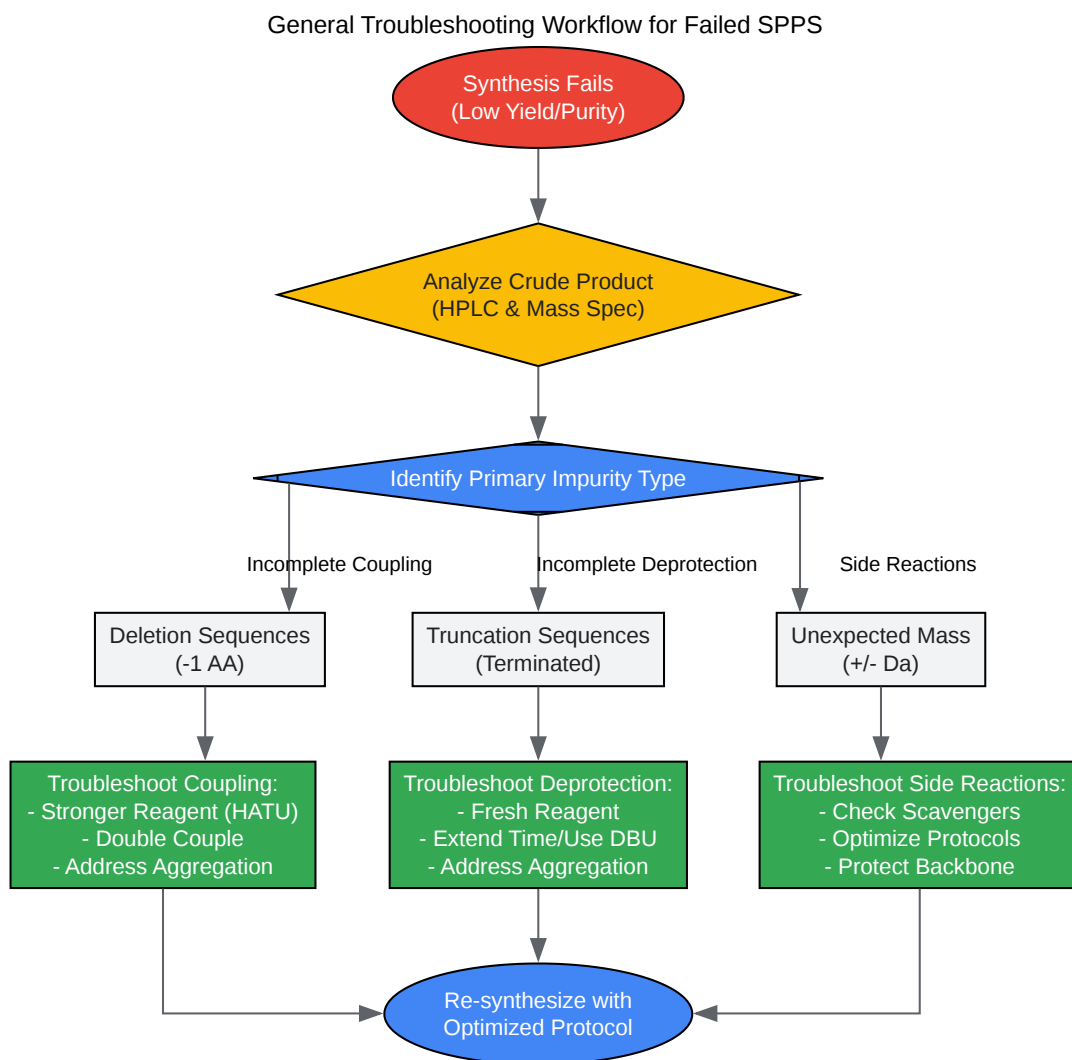 General Troubleshooting Workflow for Failed SPPS
Synthesis Fails
(Low Yield/Purity)
Analyze Crude Product
(HPLC & Mass Spec)
Identify Primary Impurity Type
Incomplete Coupling
Incomplete Deprotection
Side Reactions
Deletion Sequences
(-1 AA)
Truncation Sequences
(Terminated)
Unexpected Mass
(+/- Da)
Troubleshoot Coupling:
- Stronger Reagent (HATU)
- Double Couple
- Address Aggregation
Troubleshoot Deprotection:
- Fresh Reagent
- Extend Time/Use DBU
- Address Aggregation
Troubleshoot Side Reactions:
- Check Scavengers
- Optimize Protocols
- Protect Backbone
Re-synthesize with
Optimized Protocol